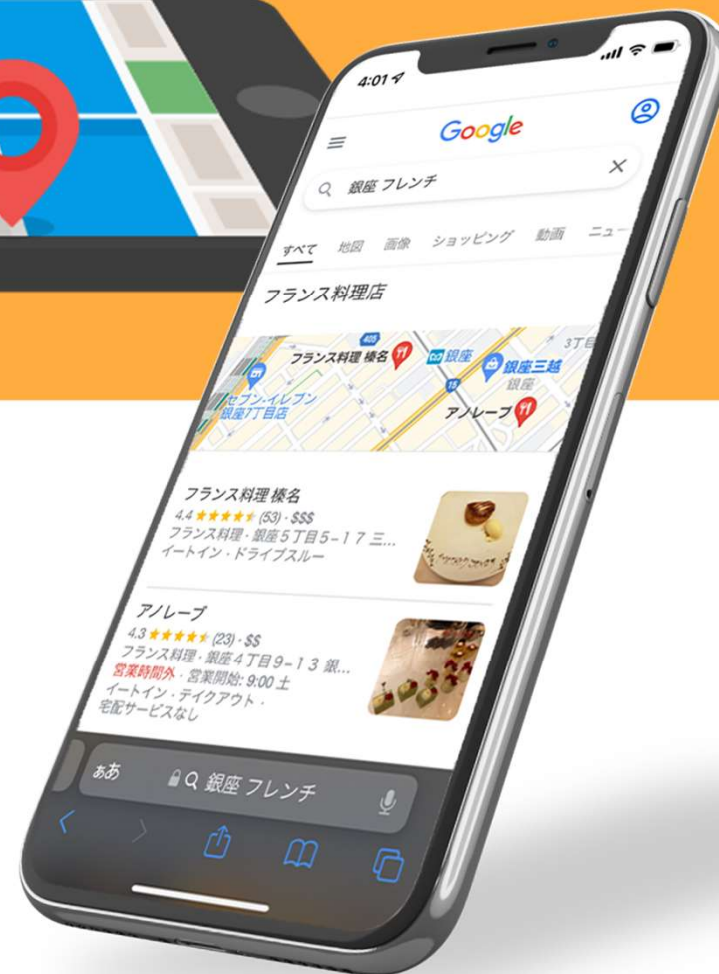 4:01
Google
銀座 フレンチ
すべて 地図 画像 ショッピング 動画 ニュー
フランス料理店
405
フランス料理 榛名
銀座
3丁目
銀座三越
銀座
15
セブン-イレブン
銀座7丁目店
アノレーブ
フランス料理 榛名
4.4 ★★★★★ (53)・$$$
フランス料理・銀座5丁目5−17 三...
イートイン・ドライブスルー
アノレーブ
4.3 ★★★★★ (23)・$$
フランス料理・銀座4丁目9−13 銀...
営業時間外・営業開始: 9:00 土
イートイン・テイクアウト・
宅配サービスなし
ぁあ 銀座 フレンチ